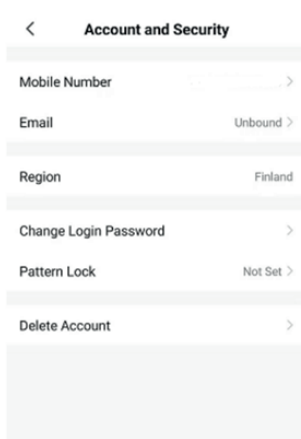 Account and Security
Mobile Number
Email Unbound
Region Finland
Change Login Password
Pattern Lock Not Set
Delete Account